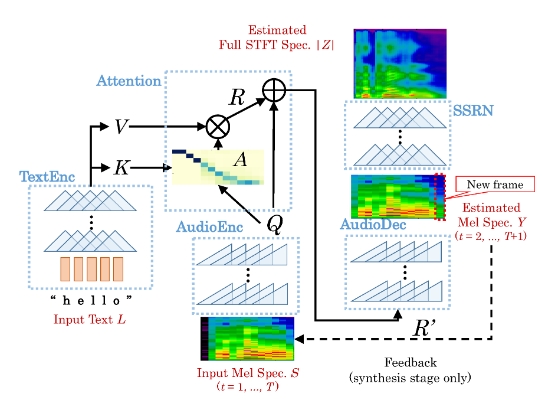 Estimated
Full STFT Spec. |Z|
Attention
R
V
SSRN
A
K
TextEnc
New frame
Q
AudioEnc
AudioDec
Estimated
Mel Spec. Y
(t = 2, ..., T+1)
“ h e l l o ”
Input Text L
R’
Input Mel Spec. S
(t = 1, ..., T)
Feedback
(synthesis stage only)